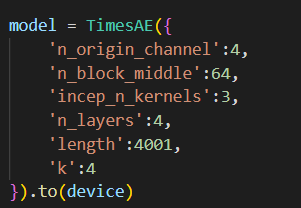 model = TimesAE({
    'n_origin_channel':4,
    'n_block_middle':64,
    'incep_n_kernels':3,
    'n_layers':4,
    'length':4001,
    'k':4
}).to(device)